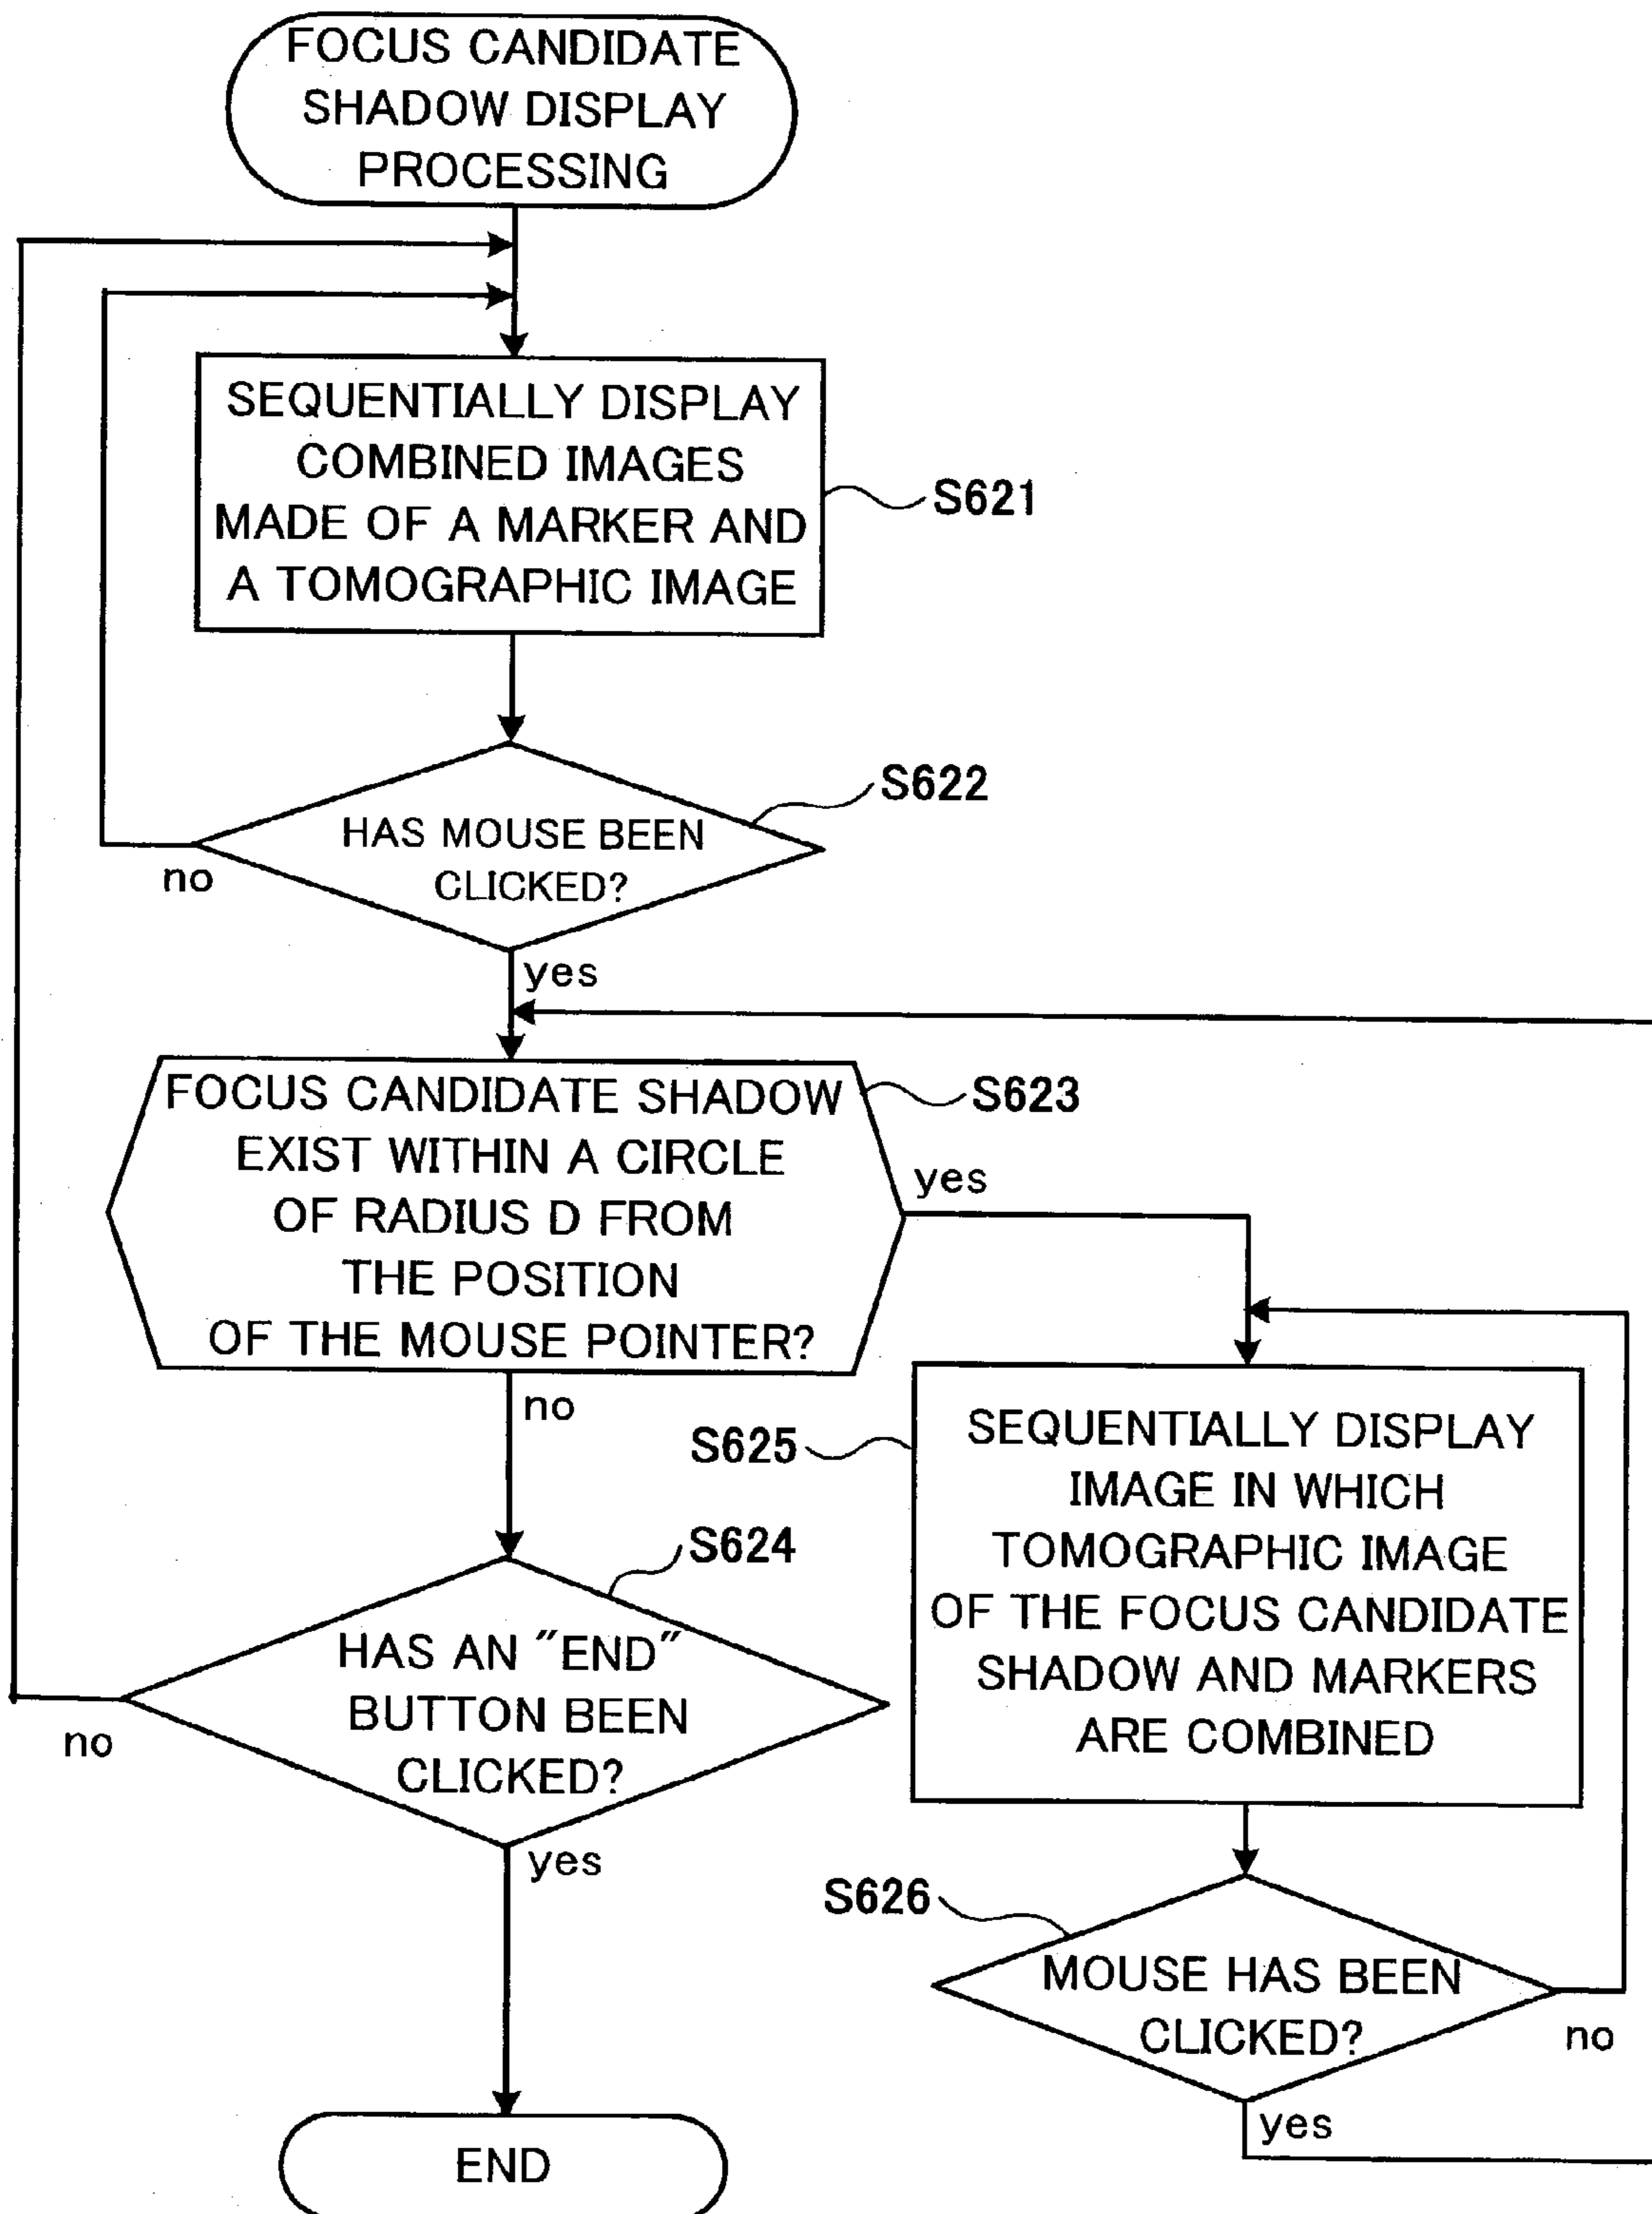 FOCUS CANDIDATE
SHADOW DISPLAY
PROCESSING
SEQUENTIALLY DISPLAY
COMBINED IMAGES
MADE OF A MARKER AND
A TOMOGRAPHIC IMAGE
S621
S622
HAS MOUSE BEEN
CLICKED?
no
yes
FOCUS CANDIDATE SHADOW
EXIST WITHIN A CIRCLE
OF RADIUS D FROM
THE POSITION
OF THE MOUSE POINTER?
S623
yes
no
S624
HAS AN "END"
BUTTON BEEN
CLICKED?
no
yes
S625
SEQUENTIALLY DISPLAY
IMAGE IN WHICH
TOMOGRAPHIC IMAGE
OF THE FOCUS CANDIDATE
SHADOW AND MARKERS
ARE COMBINED
S626
MOUSE HAS BEEN
CLICKED?
no
yes
END